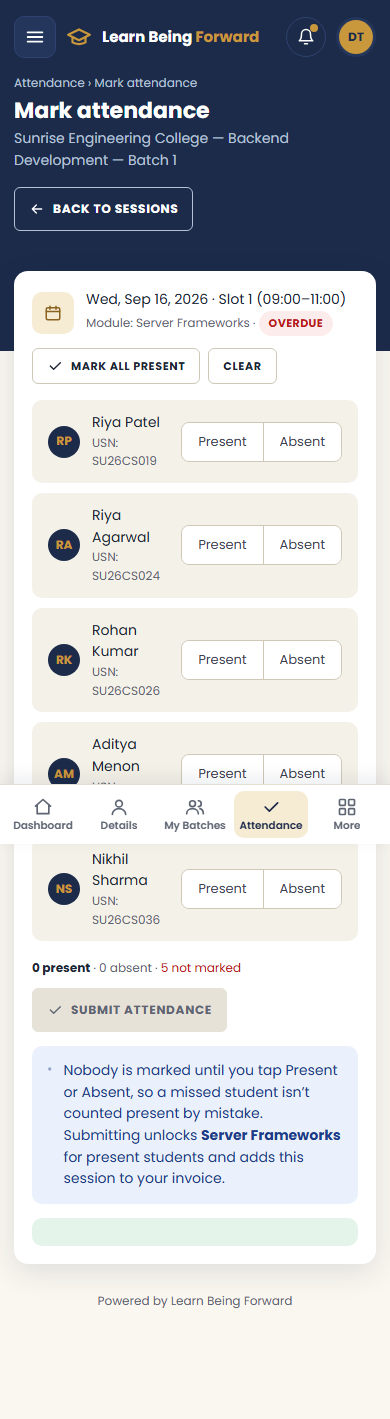 Learn Being Forward
DT
Attendance › Mark attendance
Mark attendance
Sunrise Engineering College — Backend
Development — Batch 1
← BACK TO SESSIONS
Wed, Sep 16, 2026 · Slot 1 (09:00–11:00)
Module: Server Frameworks · OVERDUE
MARK ALL PRESENT CLEAR
RP
Riya Patel
USN:
SU26CS019
Present Absent
RA
Riya
Agarwal
USN:
SU26CS024
Present Absent
RK
Rohan
Kumar
USN:
SU26CS026
Present Absent
AM
Aditya
Menon
Present Absent
Dashboard Details My Batches Attendance More
NS
Nikhil
Sharma
USN:
SU26CS036
Present Absent
0 present · 0 absent · 5 not marked
SUBMIT ATTENDANCE
• Nobody is marked until you tap Present
or Absent, so a missed student isn't
counted present by mistake.
Submitting unlocks Server Frameworks
for present students and adds this
session to your invoice.
Powered by Learn Being Forward